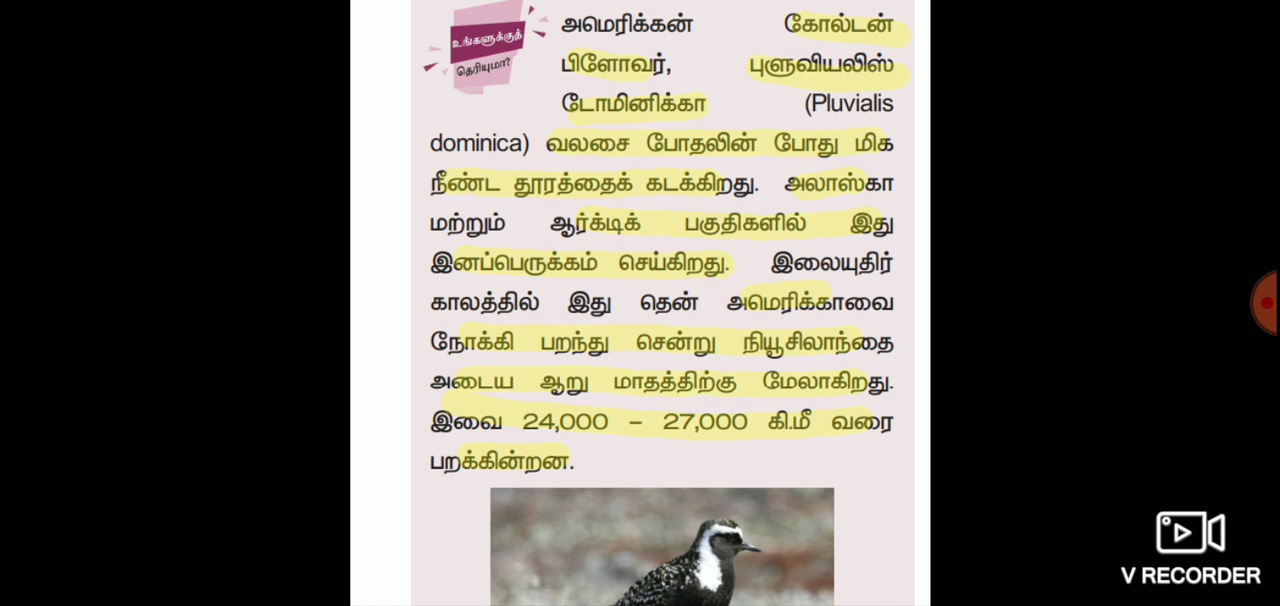 உங்களுக்குத்
தெரியுமா?
அமெரிக்கன் கோல்டன்
பிளோவர், புளுவியலிஸ்
டோமினிக்கா (Pluvialis
dominica) வலசை போதலின் போது மிக
நீண்ட தூரத்தைக் கடக்கிறது. அலாஸ்கா
மற்றும் ஆர்க்டிக் பகுதிகளில் இது
இனப்பெருக்கம் செய்கிறது. இலையுதிர்
காலத்தில் இது தென் அமெரிக்காவை
நோக்கி பறந்து சென்று நியூசிலாந்தை
அடைய ஆறு மாதத்திற்கு மேலாகிறது.
இவை 24,000 – 27,000 கி.மீ வரை
பறக்கின்றன.
V RECORDER